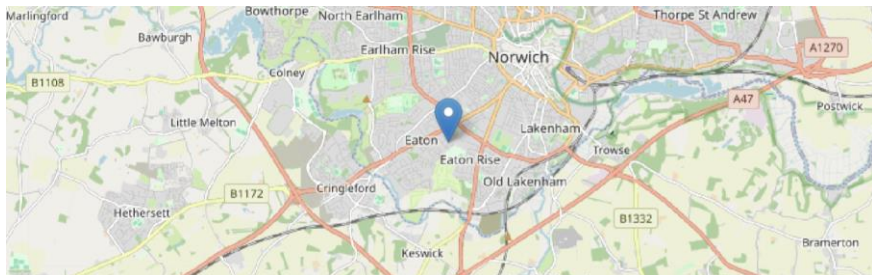 Marlingford
Bowthorpe
North Earlham
Thorpe St Andrew
Bawburgh
Earlham Rise
Norwich
A1270
B1108
Colney
A47
Postwick
Little Melton
Eaton
Lakenham
Trowse
Eaton Rise
B1172
Cringleford
Old Lakenham
Hethersett
B1332
Keswick
Bramerton